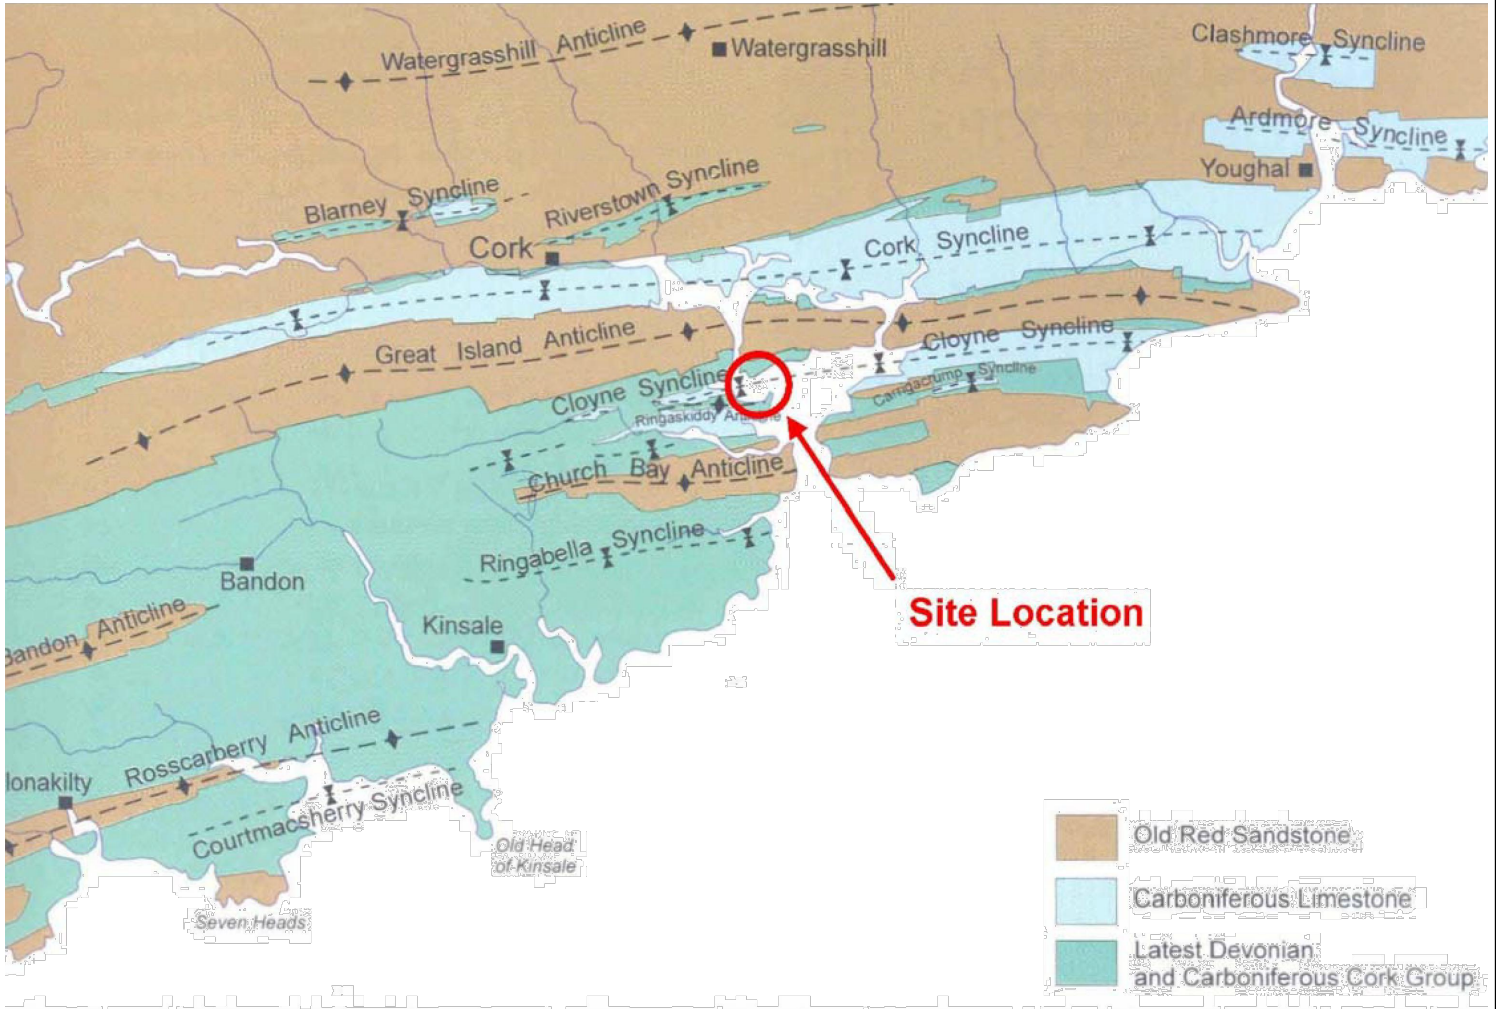 Watergrasshill Anticline
Watergrasshill
Clashmore Syncline
Ardmore Syncline
Youghal
Blarney Syncline
Riverstown Syncline
Cork
Cork Syncline
Great Island Anticline
Cloyne Syncline
Cloyne Syncline
Carrigacrump Syncline
Ringaskiddy Anticline
Church Bay Anticline
Ringabella Syncline
Bandon
Site Location
Kinsale
Bandon Anticline
Rosscarberry Anticline
lonakilty
Courtmacsherry Syncline
Old Head
of Kinsale
Seven Heads
Old Red Sandstone
Carboniferous Limestone
Latest Devonian
and Carboniferous Cork Group